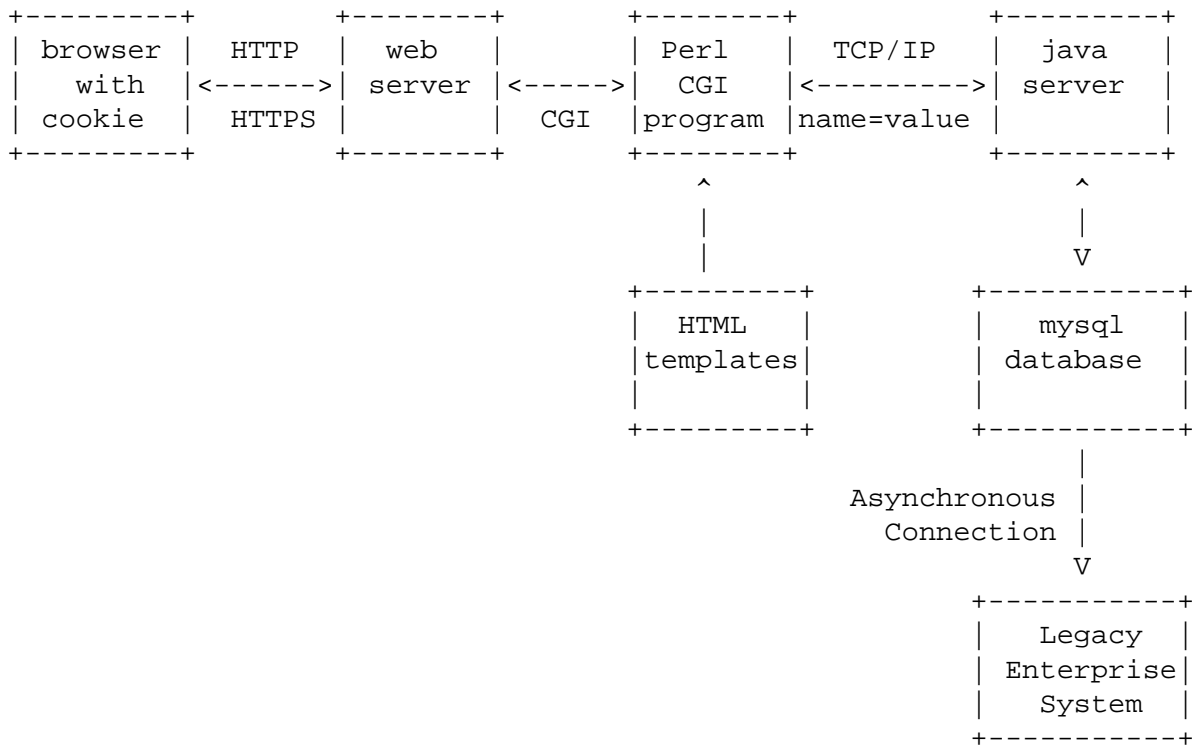 +---------+        +--------+       +--------+           +---------+
| browser |  HTTP  |  web   |       |  Perl  |  TCP/IP   |  java   |
|   with  |<------>| server |<----->|  CGI   |<--------->| server  |
| cookie  |  HTTPS |        |  CGI  |program |name=value |         |
+---------+        +--------+       +--------+           +---------+
                                        ^                     ^
                                        |                     |
                                        |                     V
                                    +---------+         +-----------+
                                    |  HTML   |         |   mysql   |
                                    |templates|         | database  |
                                    |         |         |           |
                                    +---------+         +-----------+
                                                              |
                                                 Asynchronous |
                                                   Connection |
                                                              V
                                                        +-----------+
                                                        |   Legacy  |
                                                        | Enterprise|
                                                        |   System  |
                                                        +-----------+